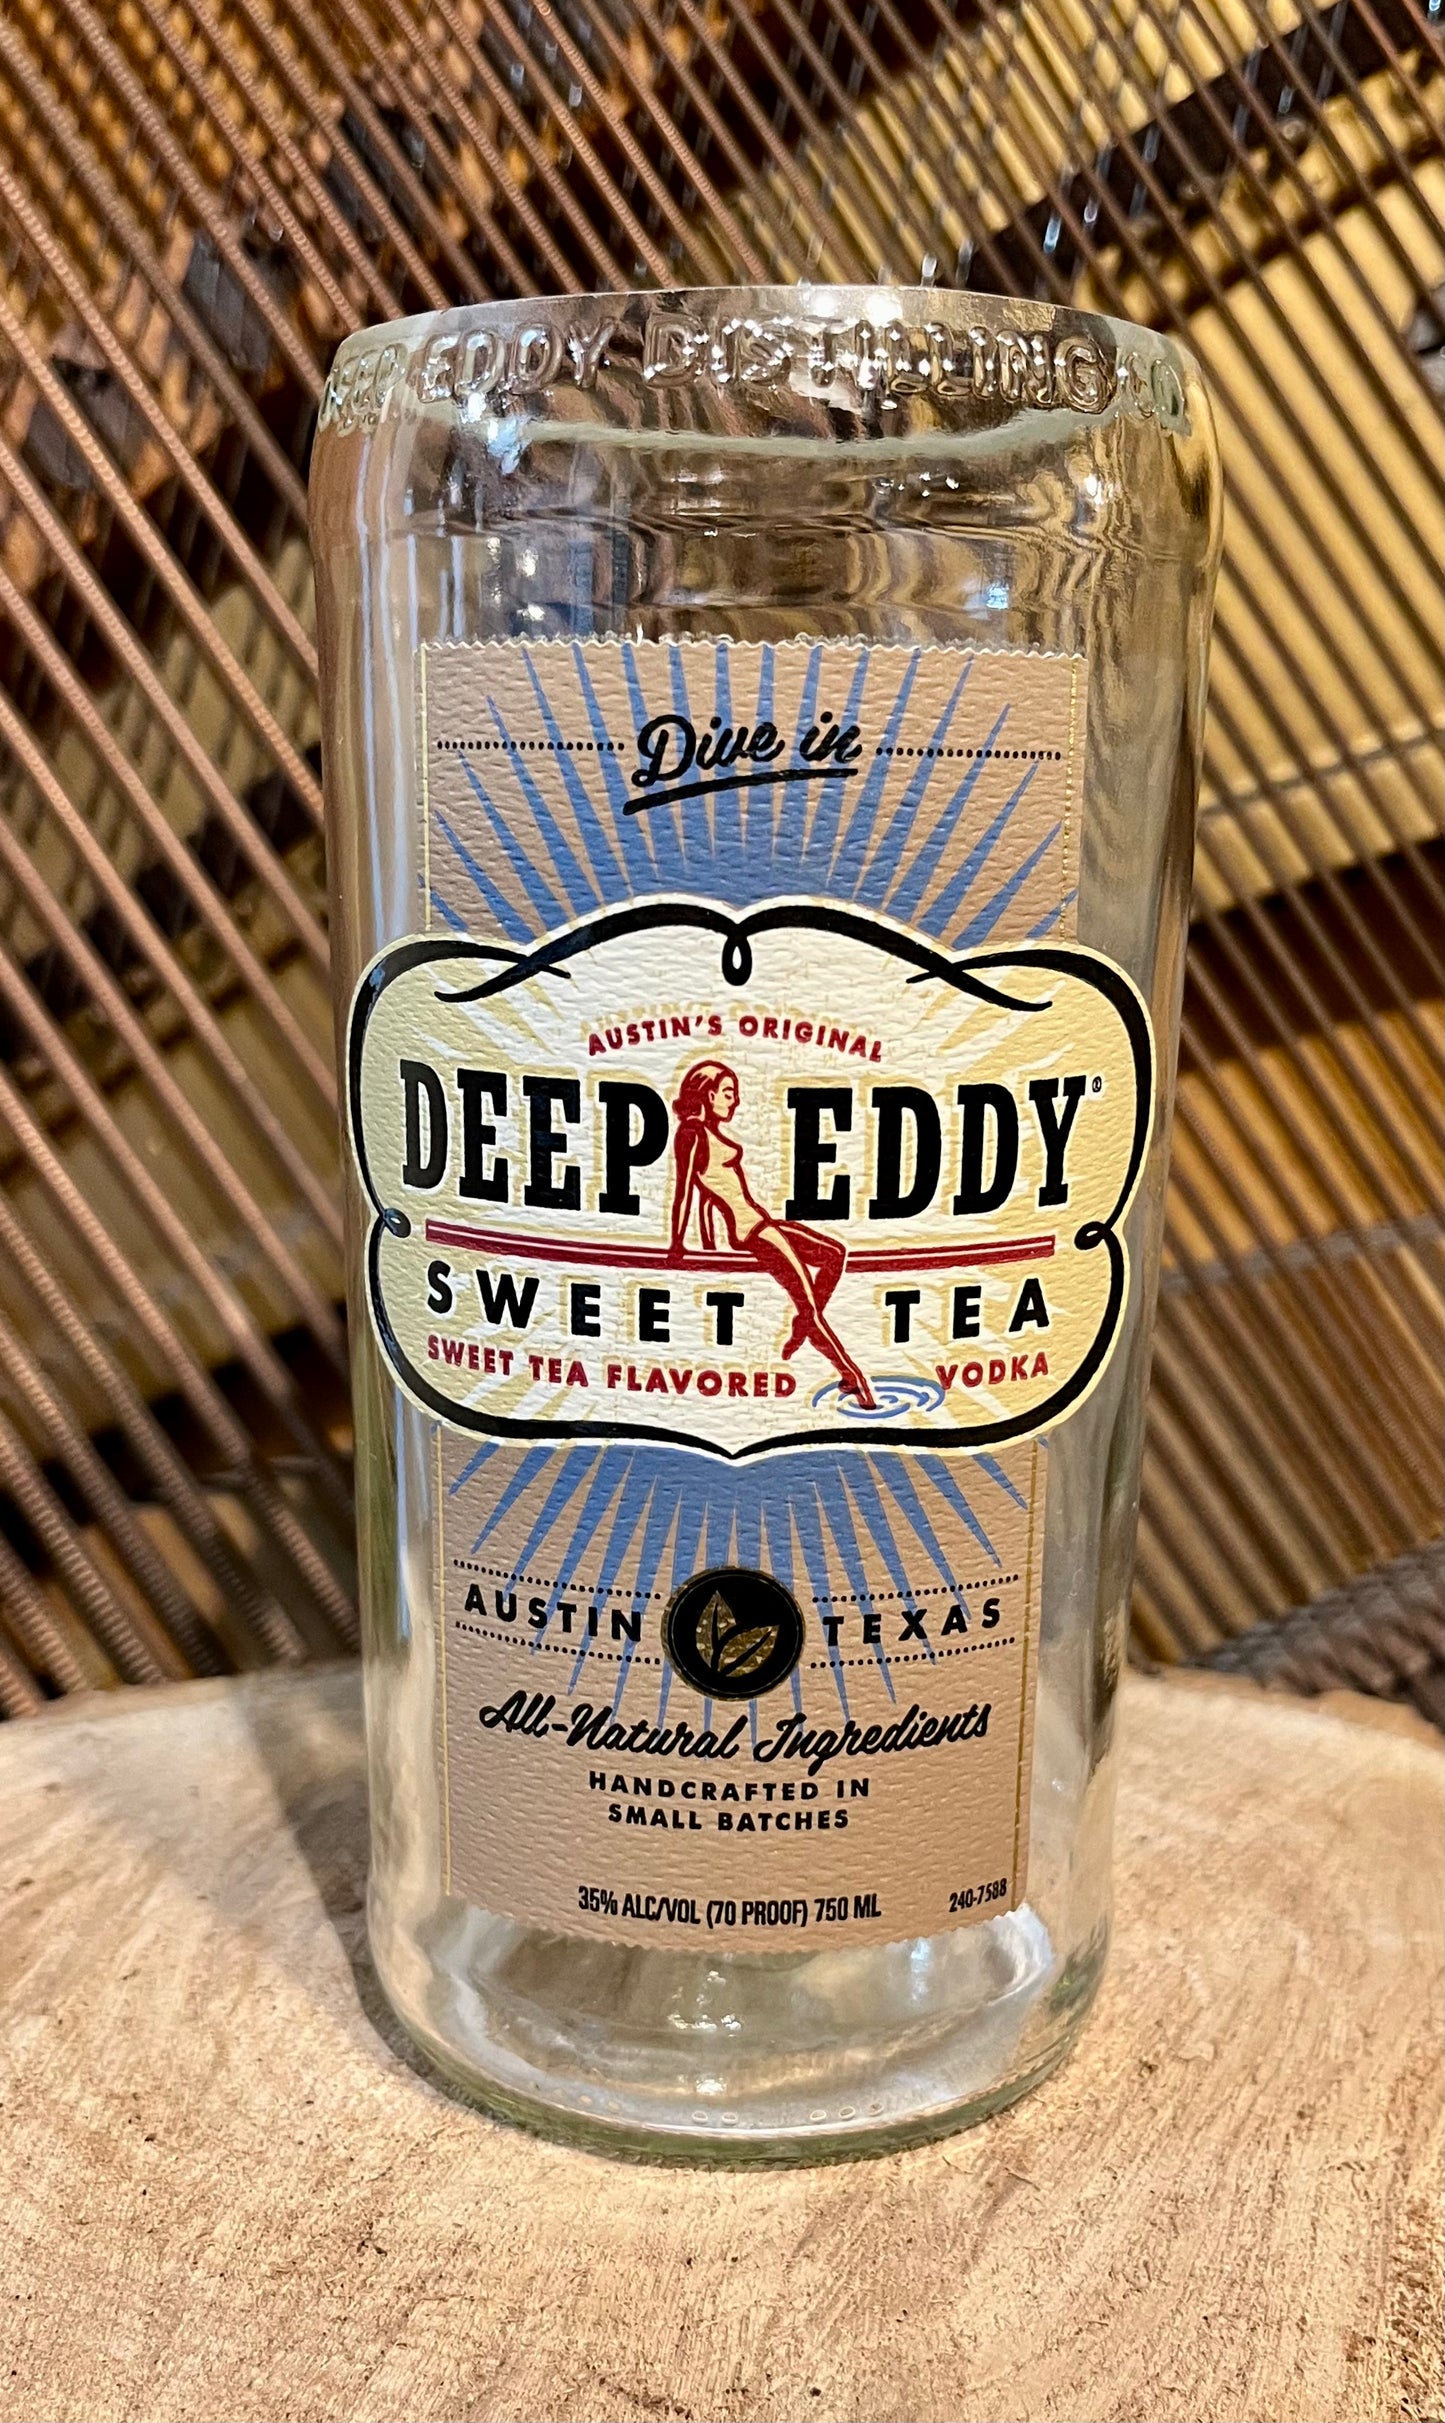 DEEP EDDY DISTILLING CO.
Dive in
AUSTIN'S ORIGINAL
DEEP EDDY®
SWEET TEA
SWEET TEA FLAVORED VODKA
AUSTIN TEXAS
All-Natural Ingredients
HANDCRAFTED IN
SMALL BATCHES
35% ALC/VOL (70 PROOF) 750 ML 240-7588